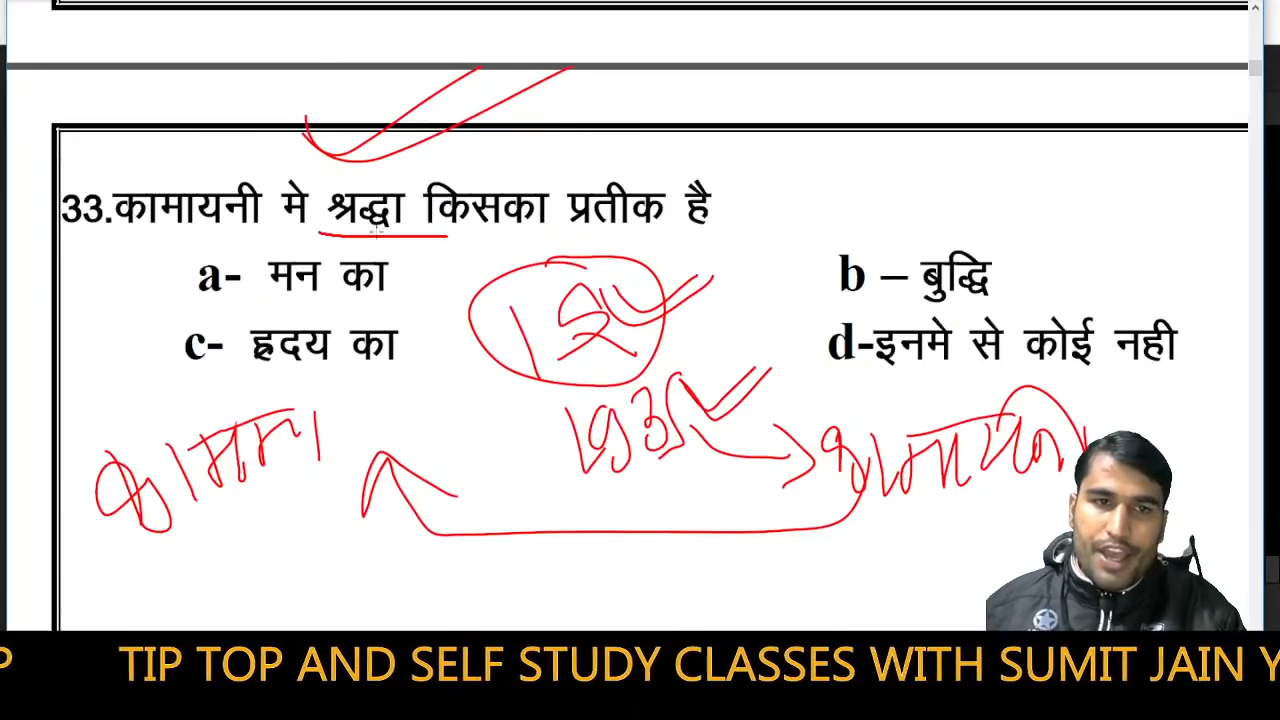 33.कामायनी मे श्रद्धा किसका प्रतीक है
a- मन का
b – बुद्धि
c- ह्रदय का
d-इनमे से कोई नही
1935
कामायनी
P TIP TOP AND SELF STUDY CLASSES WITH SUMIT JAIN Y